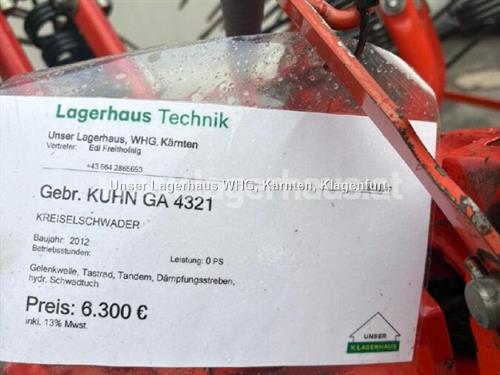 Lagerhaus Technik
Unser Lagerhaus, WHG, Kärnten
Vertreter: Edi Freithofnig
+43 664 2865693
Unser Lagerhaus WHG, Kärnten, Klagenfurt
Gebr. KUHN GA 4321
KREISELSCHWADER
Baujahr: 2012
Betriebsstunden:
Leistung: 0 PS
Gelenkwelle, Tastrad, Tandem, Dämpfungsstreben,
hydr. Schwadtuch
Preis: 6.300 €
inkl. 13% Mwst.
UNSER
X LAGERHAUS